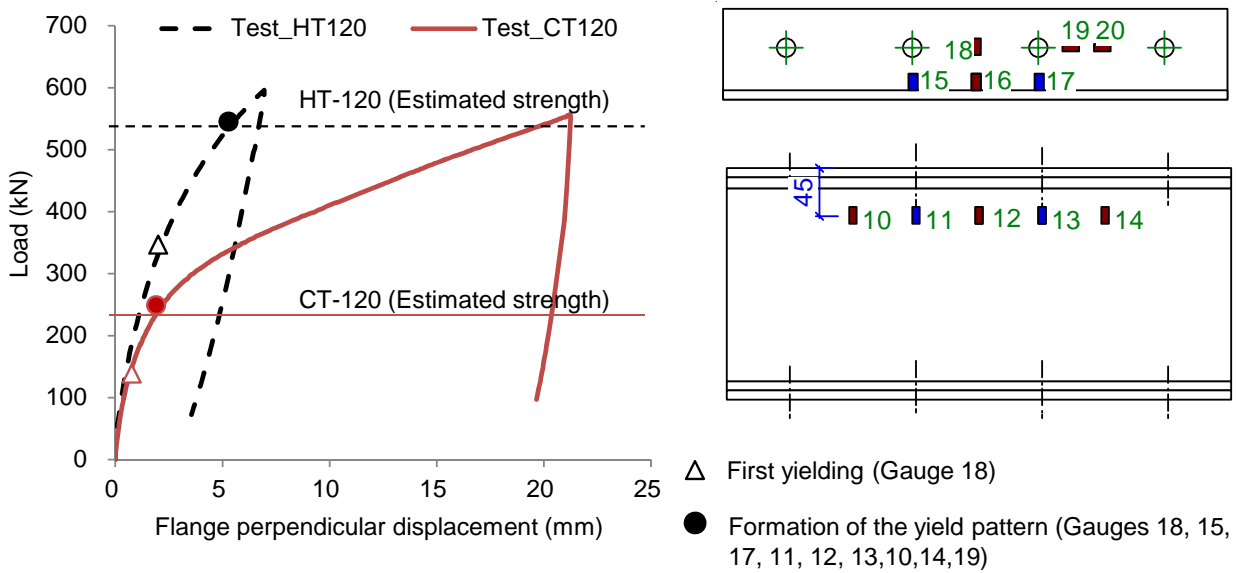 700
600
500
400
300
200
100
0
Load (kN)
0 5 10 15 20 25
Flange perpendicular displacement (mm)
Test_HT120
Test_CT120
HT-120 (Estimated strength)
CT-120 (Estimated strength)
19 20
18
15 16 17
45
10 11 12 13 14
First yielding (Gauge 18)
Formation of the yield pattern (Gauges 18, 15,
17, 11, 12, 13,10,14,19)